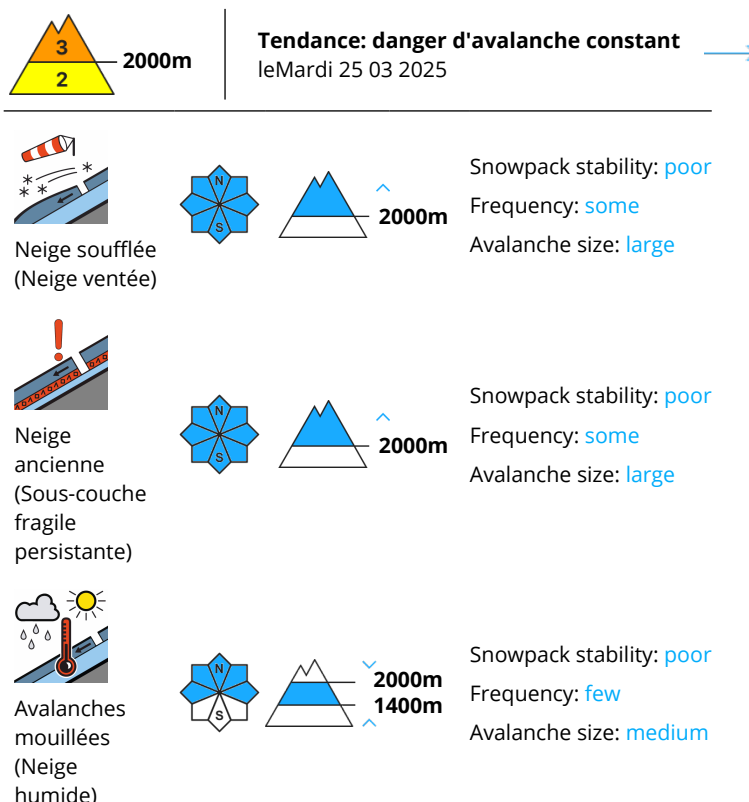 3
2
2000m
Tendance: danger d'avalanche constant
leMardi 25 03 2025
Neige soufflée
(Neige ventée)
N
S
2000m
Snowpack stability: poor
Frequency: some
Avalanche size: large
Neige
ancienne
(Sous-couche
fragile
persistante)
N
S
2000m
Snowpack stability: poor
Frequency: some
Avalanche size: large
Avalanches
mouillées
(Neige
humide)
N
S
2000m
1400m
Snowpack stability: poor
Frequency: few
Avalanche size: medium